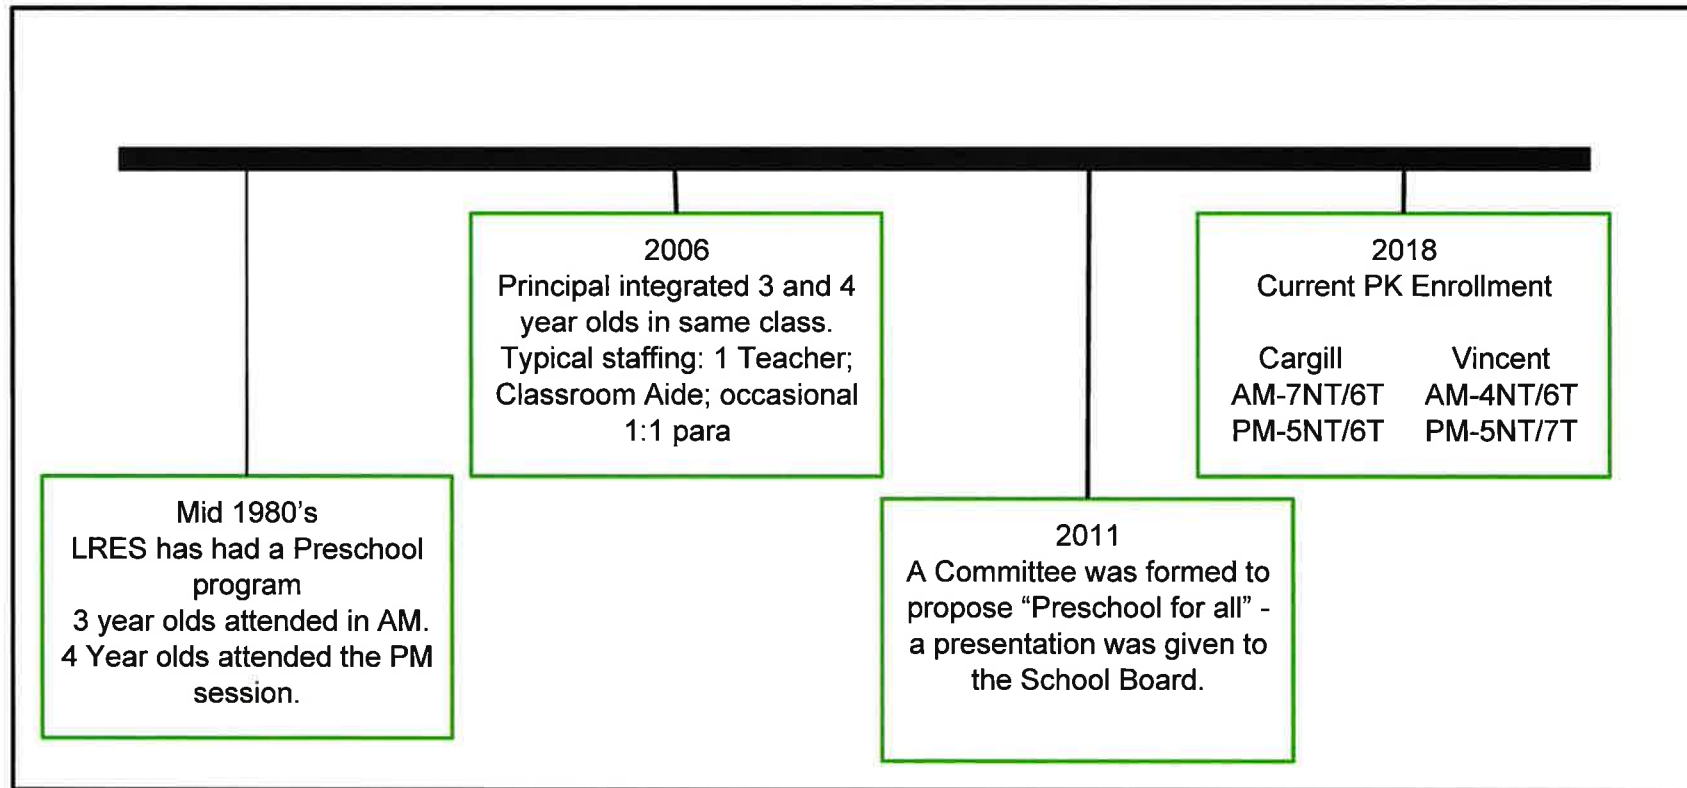 Mid 1980's
LRES has had a Preschool
program
3 year olds attended in AM.
4 Year olds attended the PM
session.
2006
Principal integrated 3 and 4
year olds in same class.
Typical staffing: 1 Teacher;
Classroom Aide; occasional
1:1 para
2011
A Committee was formed to
propose “Preschool for all” -
a presentation was given to
the School Board.
2018
Current PK Enrollment
Cargill Vincent
AM-7NT/6T AM-4NT/6T
PM-5NT/6T PM-5NT/7T